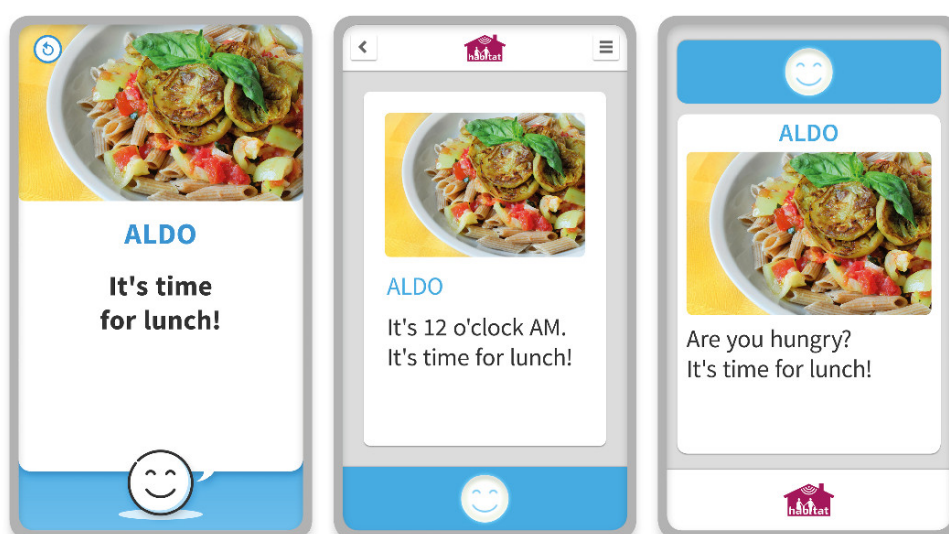 ALDO
It's time
for lunch!
habitat
ALDO
It's 12 o'clock AM.
It's time for lunch!
ALDO
Are you hungry?
It's time for lunch!
habitat